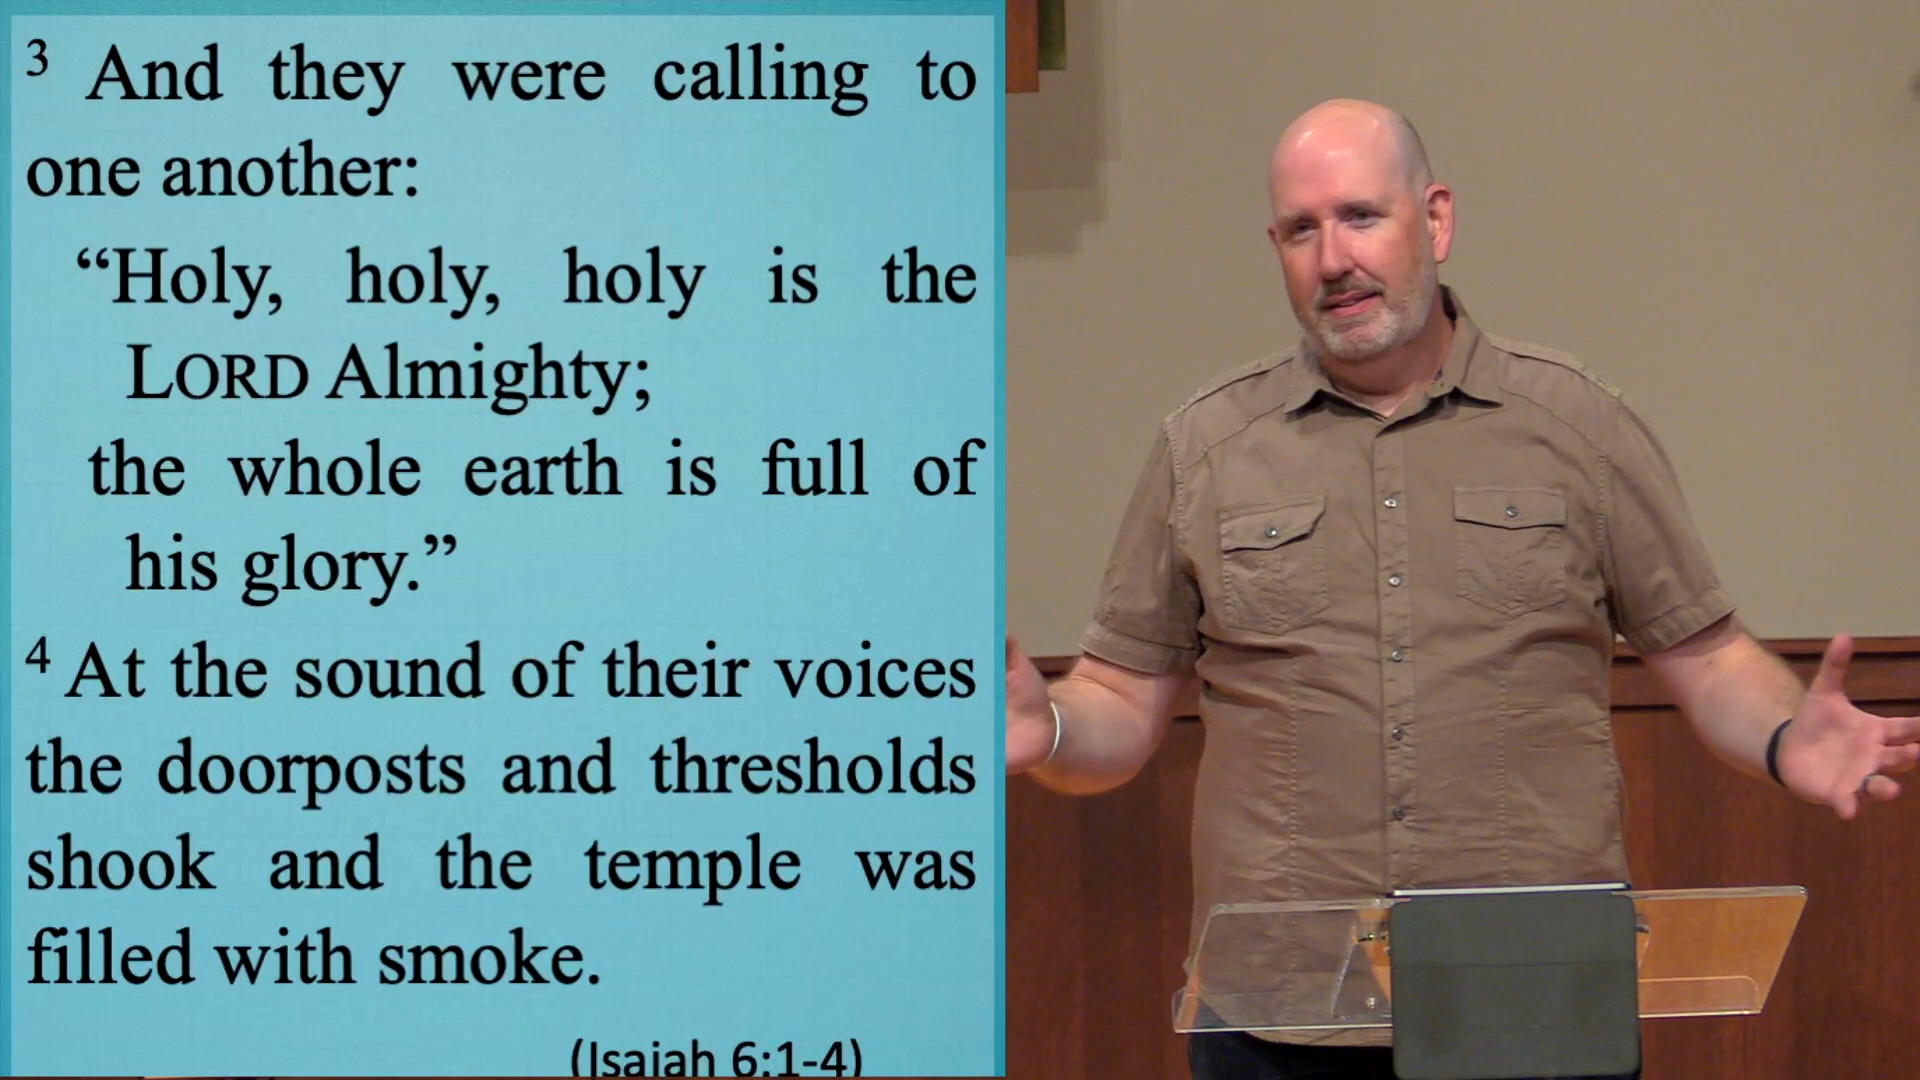 3 And they were calling to
one another:
“Holy, holy, holy is the
LORD Almighty;
the whole earth is full of
his glory.”
4 At the sound of their voices
the doorposts and thresholds
shook and the temple was
filled with smoke.
(Isaiah 6:1-4)